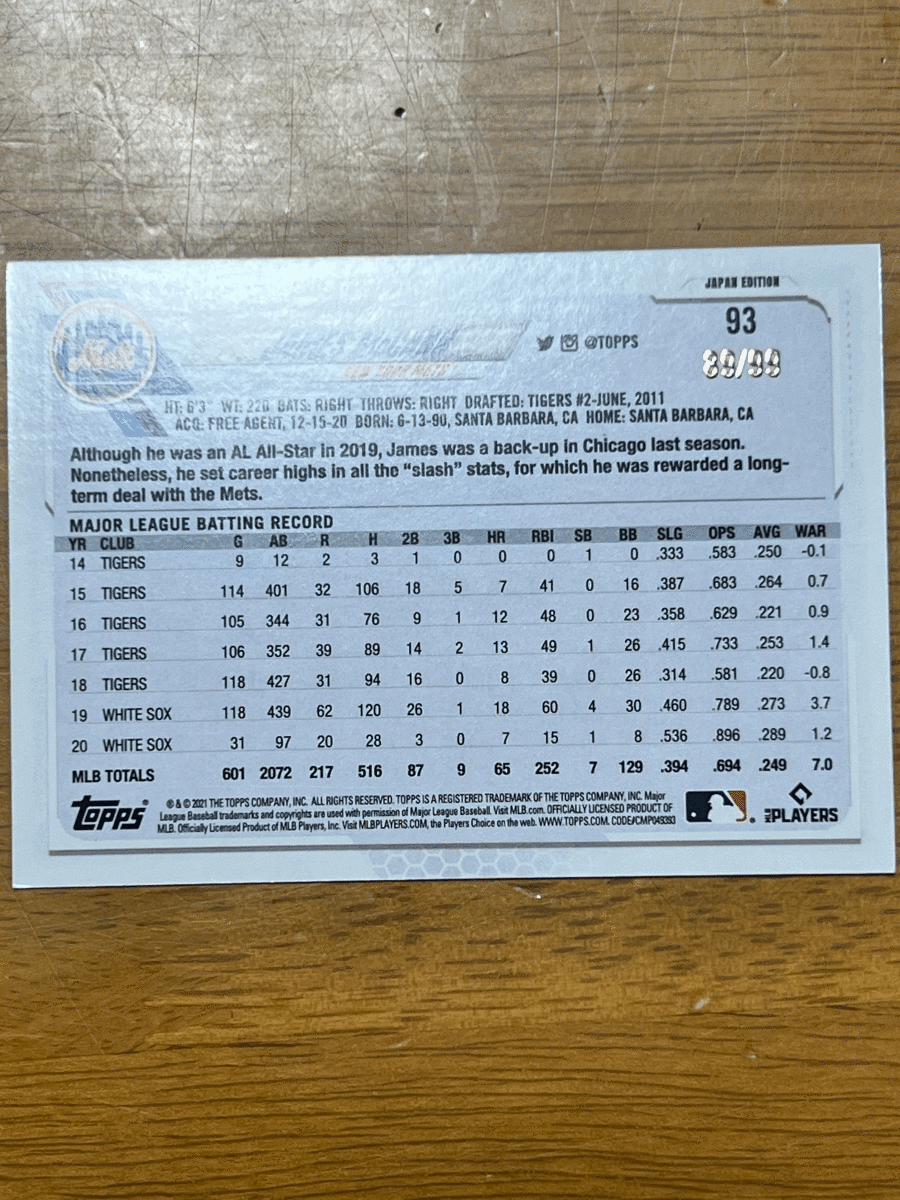 JAPAN EDITION
93
89/99
Mets
@TOPPS
NEW YORK METS
HT: 6'3" WT: 220 BATS: RIGHT THROWS: RIGHT DRAFTED: TIGERS #2-JUNE, 2011
ACQ: FREE AGENT, 12-15-20 BORN: 6-13-90, SANTA BARBARA, CA HOME: SANTA BARBARA, CA
Although he was an AL All-Star in 2019, James was a back-up in Chicago last season.
Nonetheless, he set career highs in all the “slash” stats, for which he was rewarded a long-
term deal with the Mets.
MAJOR LEAGUE BATTING RECORD
YR CLUB G AB R H 2B 3B HR RBI SB BB SLG OPS AVG WAR
14 TIGERS 9 12 2 3 1 0 0 0 1 0 .333 .583 .250 -0.1
15 TIGERS 114 401 32 106 18 5 7 41 0 16 .387 .683 .264 0.7
16 TIGERS 105 344 31 76 9 1 12 48 0 23 .358 .629 .221 0.9
17 TIGERS 106 352 39 89 14 2 13 49 1 26 .415 .733 .253 1.4
18 TIGERS 118 427 31 94 16 0 8 39 0 26 .314 .581 .220 -0.8
19 WHITE SOX 118 439 62 120 26 1 18 60 4 30 .460 .789 .273 3.7
20 WHITE SOX 31 97 20 28 3 0 7 15 1 8 .536 .896 .289 1.2
MLB TOTALS 601 2072 217 516 87 9 65 252 7 129 .394 .694 .249 7.0
Topps
® & © 2021 THE TOPPS COMPANY, INC. ALL RIGHTS RESERVED. TOPPS IS A REGISTERED TRADEMARK OF THE TOPPS COMPANY, INC. Major
League Baseball trademarks and copyrights are used with permission of Major League Baseball. Visit MLB.com. OFFICIALLY LICENSED PRODUCT OF
MLB. Officially Licensed Product of MLB Players, Inc. Visit MLBPLAYERS.COM, the Players Choice on the web. WWW.TOPPS.COM. CODE#CMP049393
MLB PLAYERS